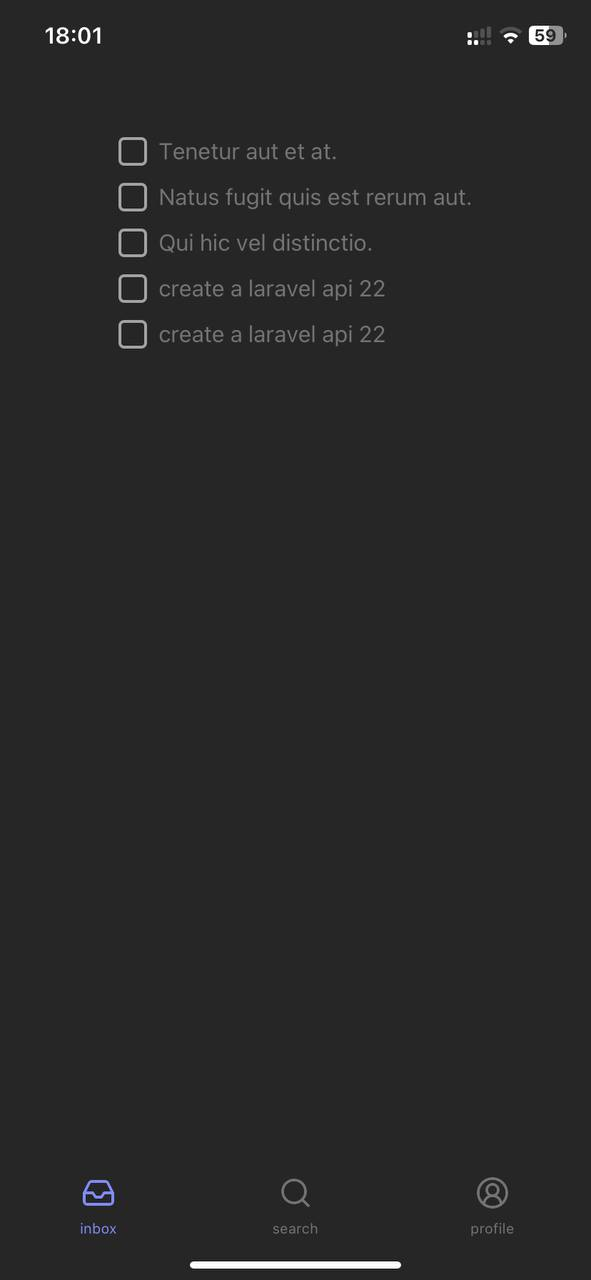 18:01
59
Tenetur aut et at.
Natus fugit quis est rerum aut.
Qui hic vel distinctio.
create a laravel api 22
create a laravel api 22
inbox
search
profile